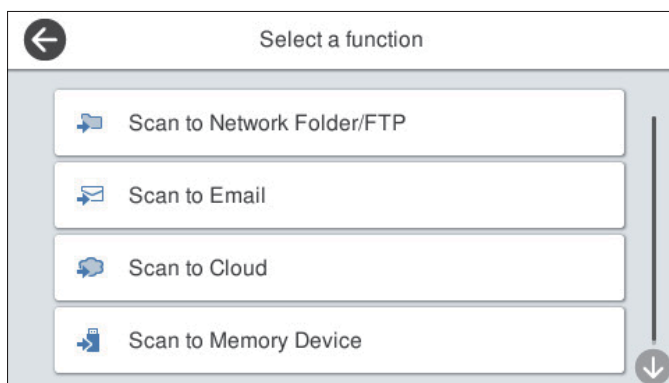 Select a function
Scan to Network Folder/FTP
Scan to Email
Scan to Cloud
Scan to Memory Device